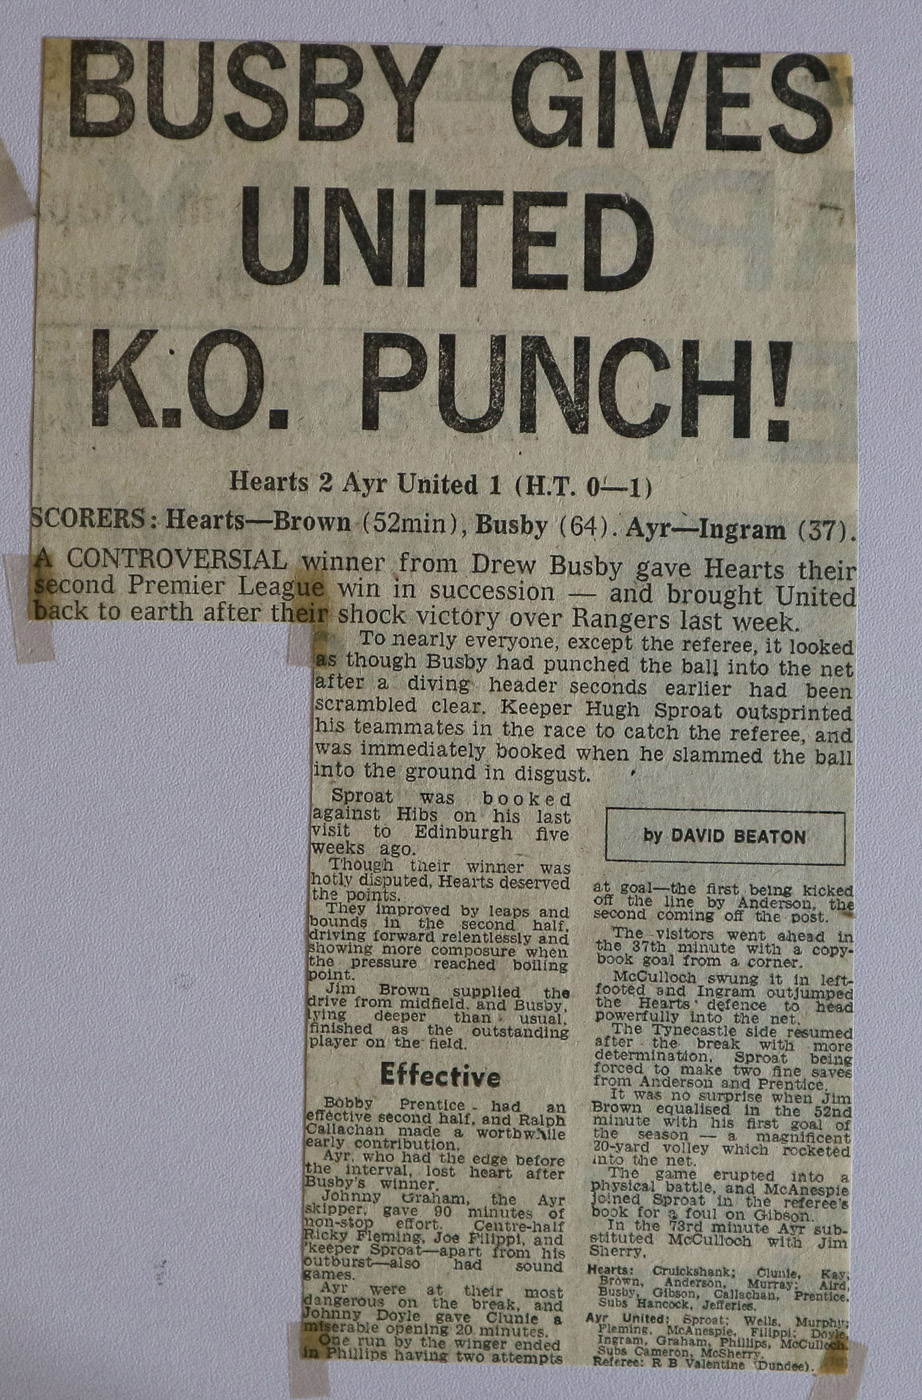 BUSBY GIVES
UNITED
K.O. PUNCH!
Hearts 2 Ayr United 1 (H.T. 0—1)
SCORERS: Hearts—Brown (52min), Busby (64). Ayr—Ingram (37).
A CONTROVERSIAL winner from Drew Busby gave Hearts their
second Premier League win in succession — and brought United
back to earth after their shock victory over Rangers last week.
To nearly everyone, except the referee, it looked
as though Busby had punched the ball into the net
after a diving header seconds earlier had been
scrambled clear. Keeper Hugh Sproat outsprinted
his teammates in the race to catch the referee, and
was immediately booked when he slammed the ball
into the ground in disgust.
Sproat was booked
against Hibs on his last
visit to Edinburgh five
weeks ago.
Though their winner was
hotly disputed, Hearts deserved
the points.
They improved by leaps and
bounds in the second half,
driving forward relentlessly and
showing more composure when
the pressure reached boiling
point.
Jim Brown supplied the
drive from midfield, and Busby,
lying deeper than usual,
finished as the outstanding
player on the field.
Effective
Bobby Prentice had an
effective second half, and Ralph
Callachan made a worthwhile
early contribution.
Ayr, who had the edge before
the interval, lost heart after
Busby's winner.
Johnny Graham, the Ayr
skipper, gave 90 minutes of
non-stop effort. Centre-half
Ricky Fleming, Joe Filippi, and
'keeper Sproat—apart from his
outburst—also had sound
games.
Ayr were at their most
dangerous on the break, and
Johnny Doyle gave Clunie a
miserable opening 20 minutes.
One run by the winger ended
in Phillips having two attempts
by DAVID BEATON
at goal—the first being kicked
off the line by Anderson, the
second coming off the post.
The visitors went ahead in
the 37th minute with a copy-
book goal from a corner.
McCulloch swung it in left-
footed and Ingram outjumped
the Hearts' defence to head
powerfully into the net.
The Tynecastle side resumed
after the break with more
determination, Sproat being
forced to make two fine saves
from Anderson and Prentice.
It was no surprise when Jim
Brown equalised in the 52nd
minute with his first goal of
the season — a magnificent
20-yard volley which rocketed
into the net.
The game erupted into a
physical battle, and McAnespie
joined Sproat in the referee's
book for a foul on Gibson.
In the 73rd minute Ayr sub-
stituted McCulloch with Jim
Sherry.
Hearts: Cruickshank; Clunie, Kay;
Brown, Anderson, Murray; Aird,
Busby, Gibson, Callachan, Prentice.
Subs Hancock, Jefferies.
Ayr United: Sproat; Wells, Murphy;
Fleming, McAnespie, Filippi; Doyle,
Ingram, Graham, Phillips, McCulloch.
Subs Cameron, McSherry.
Referee: R B Valentine (Dundee).